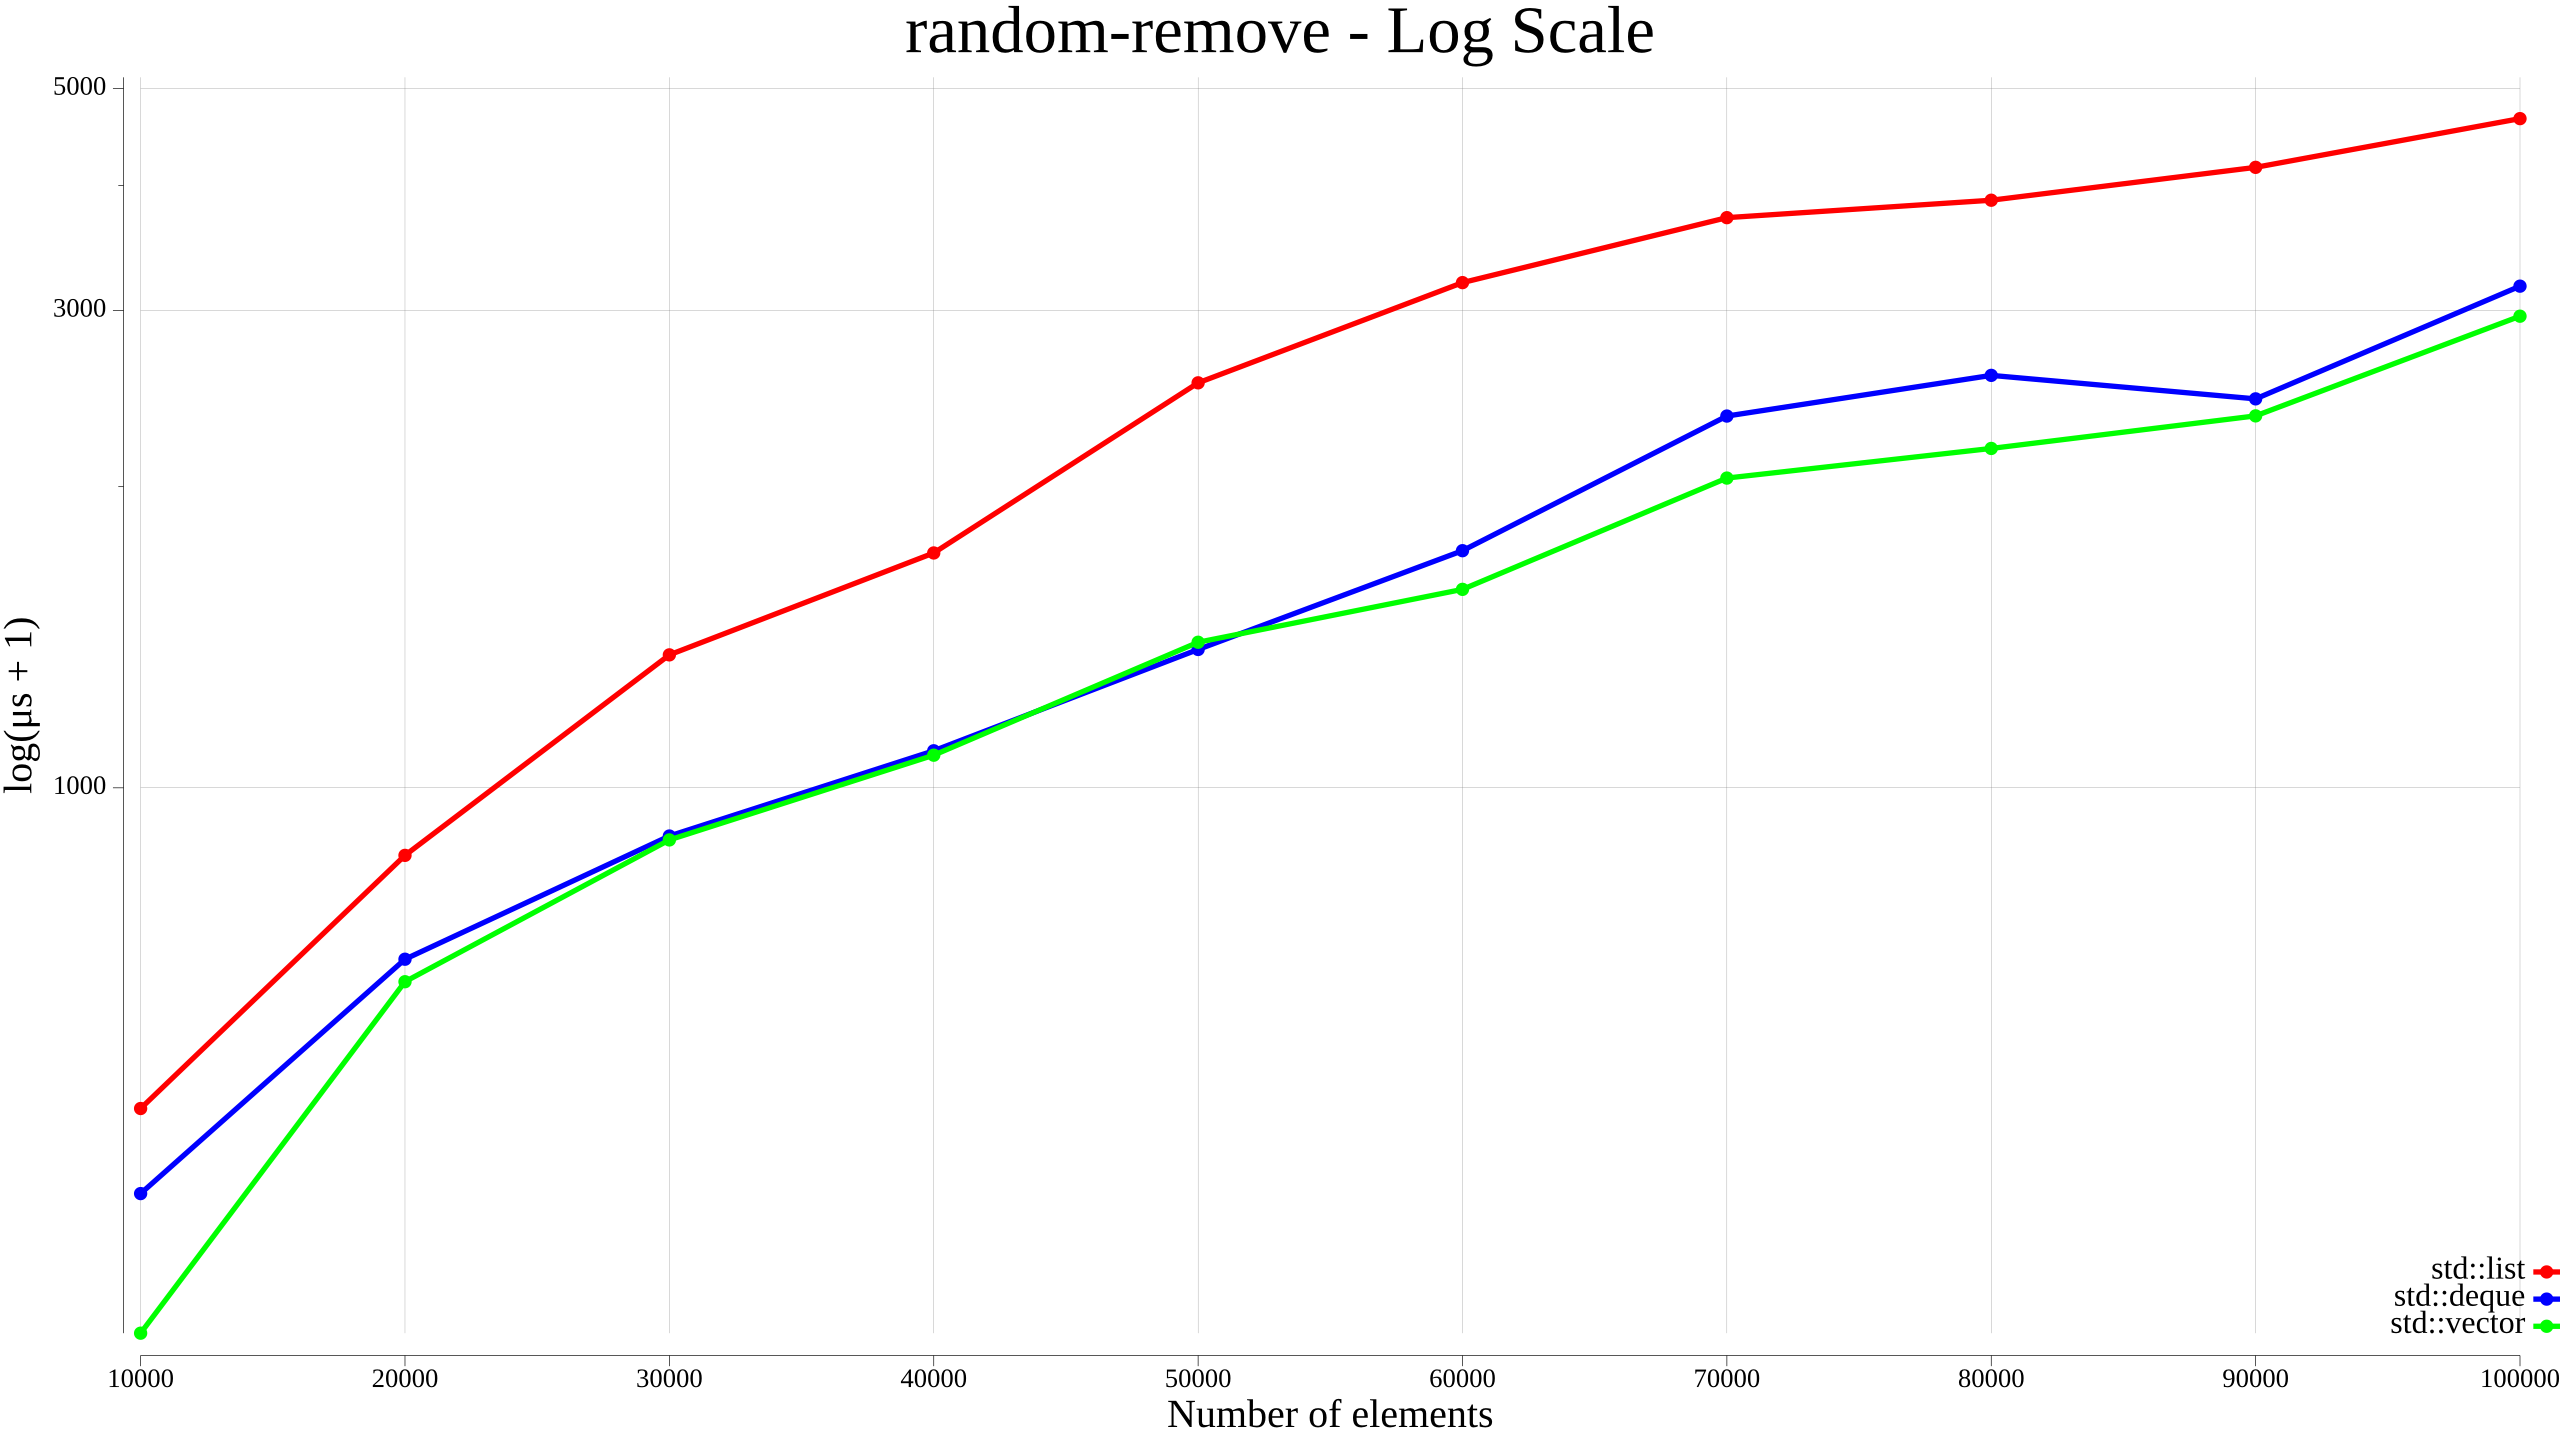 random-remove - Log Scale
5000
3000
1000
log(μs + 1)
std::list
std::deque
std::vector
10000 20000 30000 40000 50000 60000 70000 80000 90000 100000
Number of elements